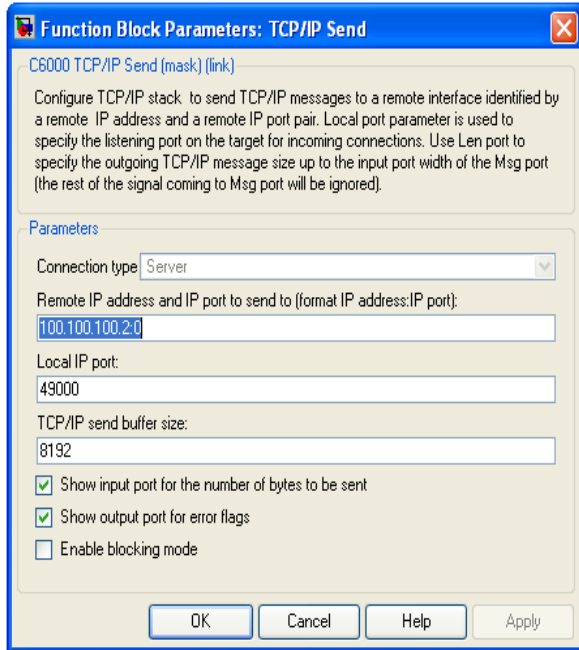 Function Block Parameters: TCP/IP Send
C6000 TCP/IP Send (mask) (link)
Configure TCP/IP stack  to send TCP/IP messages to a remote interface identified by
a remote  IP address and a remote IP port pair. Local port parameter is used to
specify the listening port on the target for incoming connections. Use Len port to
specify the outgoing TCP/IP message size up to the input port width of the Msg port
(the rest of the signal coming to Msg port will be ignored).
Parameters
Connection type Server
Remote IP address and IP port to send to (format IP address:IP port):
100.100.100.2:0
Local IP port:
49000
TCP/IP send buffer size:
8192
Show input port for the number of bytes to be sent
Show output port for error flags
Enable blocking mode
OK Cancel Help Apply